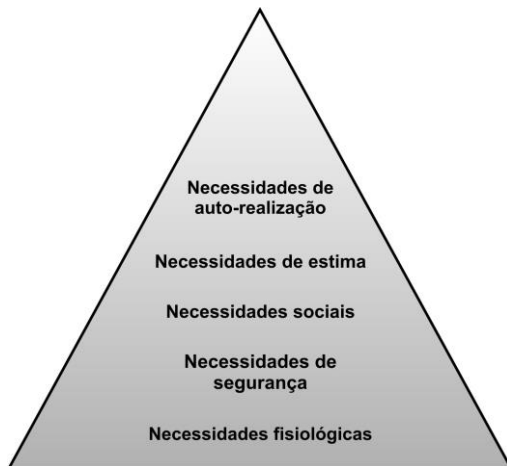 Necessidades de
auto-realização
Necessidades de estima
Necessidades sociais
Necessidades de
segurança
Necessidades fisiológicas